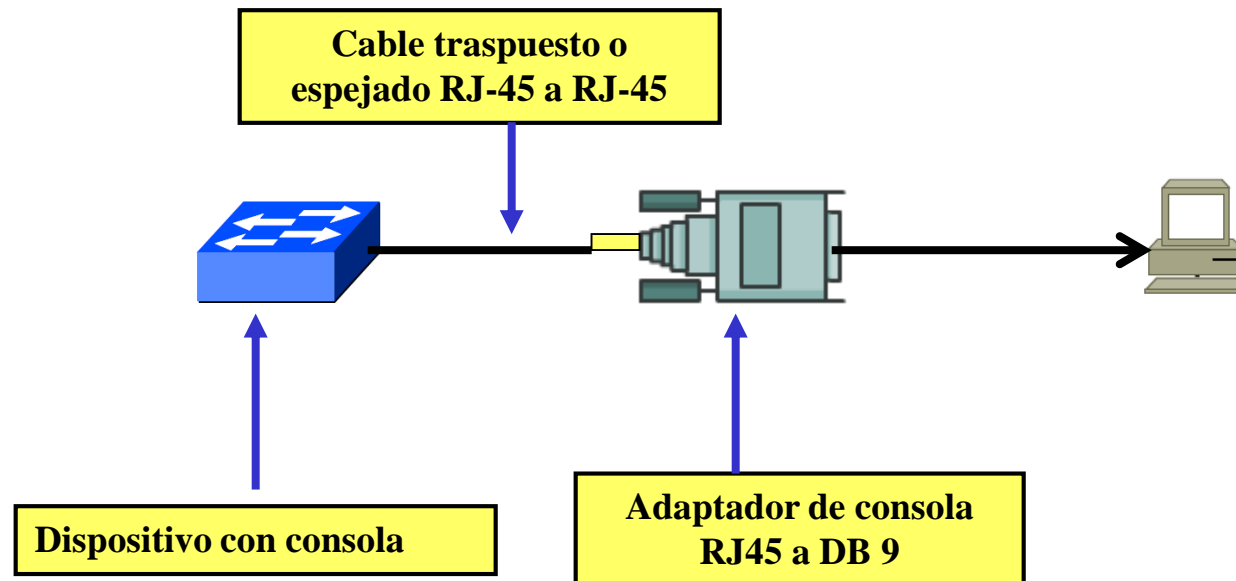 Cable traspuesto o
espejado RJ-45 a RJ-45
Dispositivo con consola
Adaptador de consola
RJ45 a DB 9